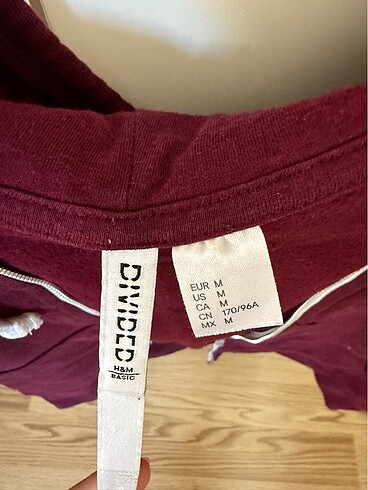 DIVIDED
H&M
BASIC
EUR M
US M
CA M
CN 170/96A
MX M